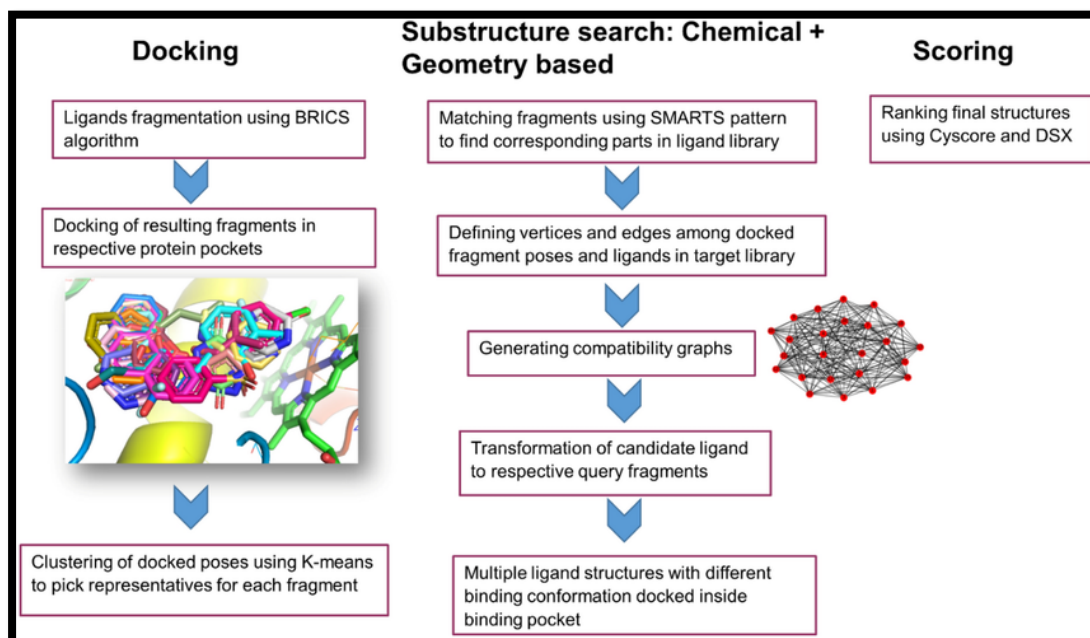 Docking
Ligands fragmentation using BRICS
algorithm
Docking of resulting fragments in
respective protein pockets
Clustering of docked poses using K-means
to pick representatives for each fragment
Substructure search: Chemical +
Geometry based
Matching fragments using SMARTS pattern
to find corresponding parts in ligand library
Defining vertices and edges among docked
fragment poses and ligands in target library
Generating compatibility graphs
Transformation of candidate ligand
to respective query fragments
Multiple ligand structures with different
binding conformation docked inside
binding pocket
Scoring
Ranking final structures
using Cyscore and DSX